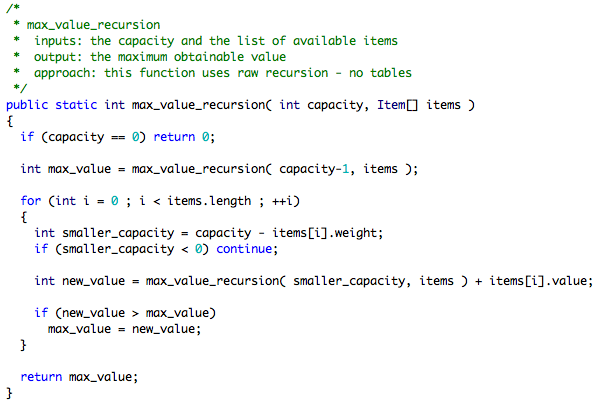 /*
 * max_value_recursion
 *  inputs: the capacity and the list of available items
 *  output: the maximum obtainable value
 *  approach: this function uses raw recursion - no tables
 */
public static int max_value_recursion( int capacity, Item[] items )
{
  if (capacity == 0) return 0;

  int max_value = max_value_recursion( capacity-1, items );

  for (int i = 0 ; i < items.length ; ++i)
  {
    int smaller_capacity = capacity - items[i].weight;
    if (smaller_capacity < 0) continue;

    int new_value = max_value_recursion( smaller_capacity, items ) + items[i].value;

    if (new_value > max_value)
      max_value = new_value;
  }

  return max_value;
}